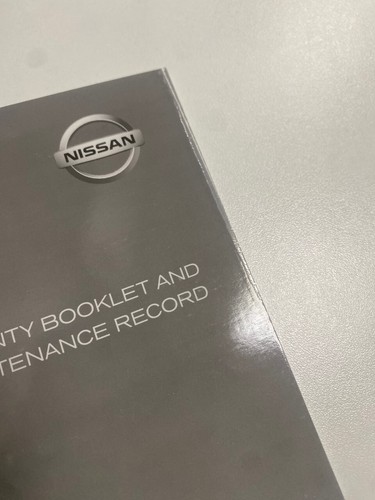 NISSAN
NTY BOOKLET AND
TENANCE RECORD